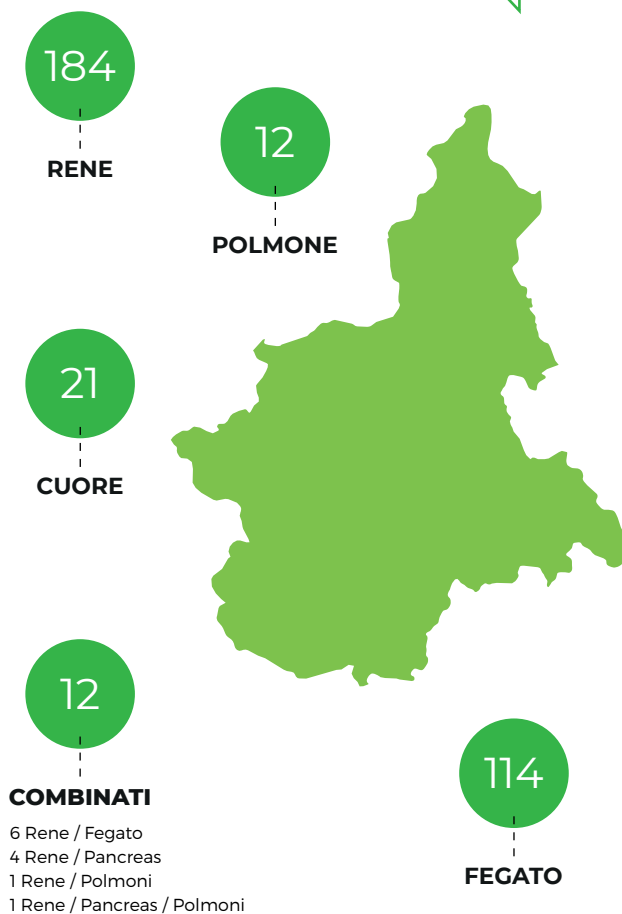 184
RENE
12
POLMONE
21
CUORE
12
COMBINATI
6 Rene / Fegato
4 Rene / Pancreas
1 Rene / Polmoni
1 Rene / Pancreas / Polmoni
114
FEGATO